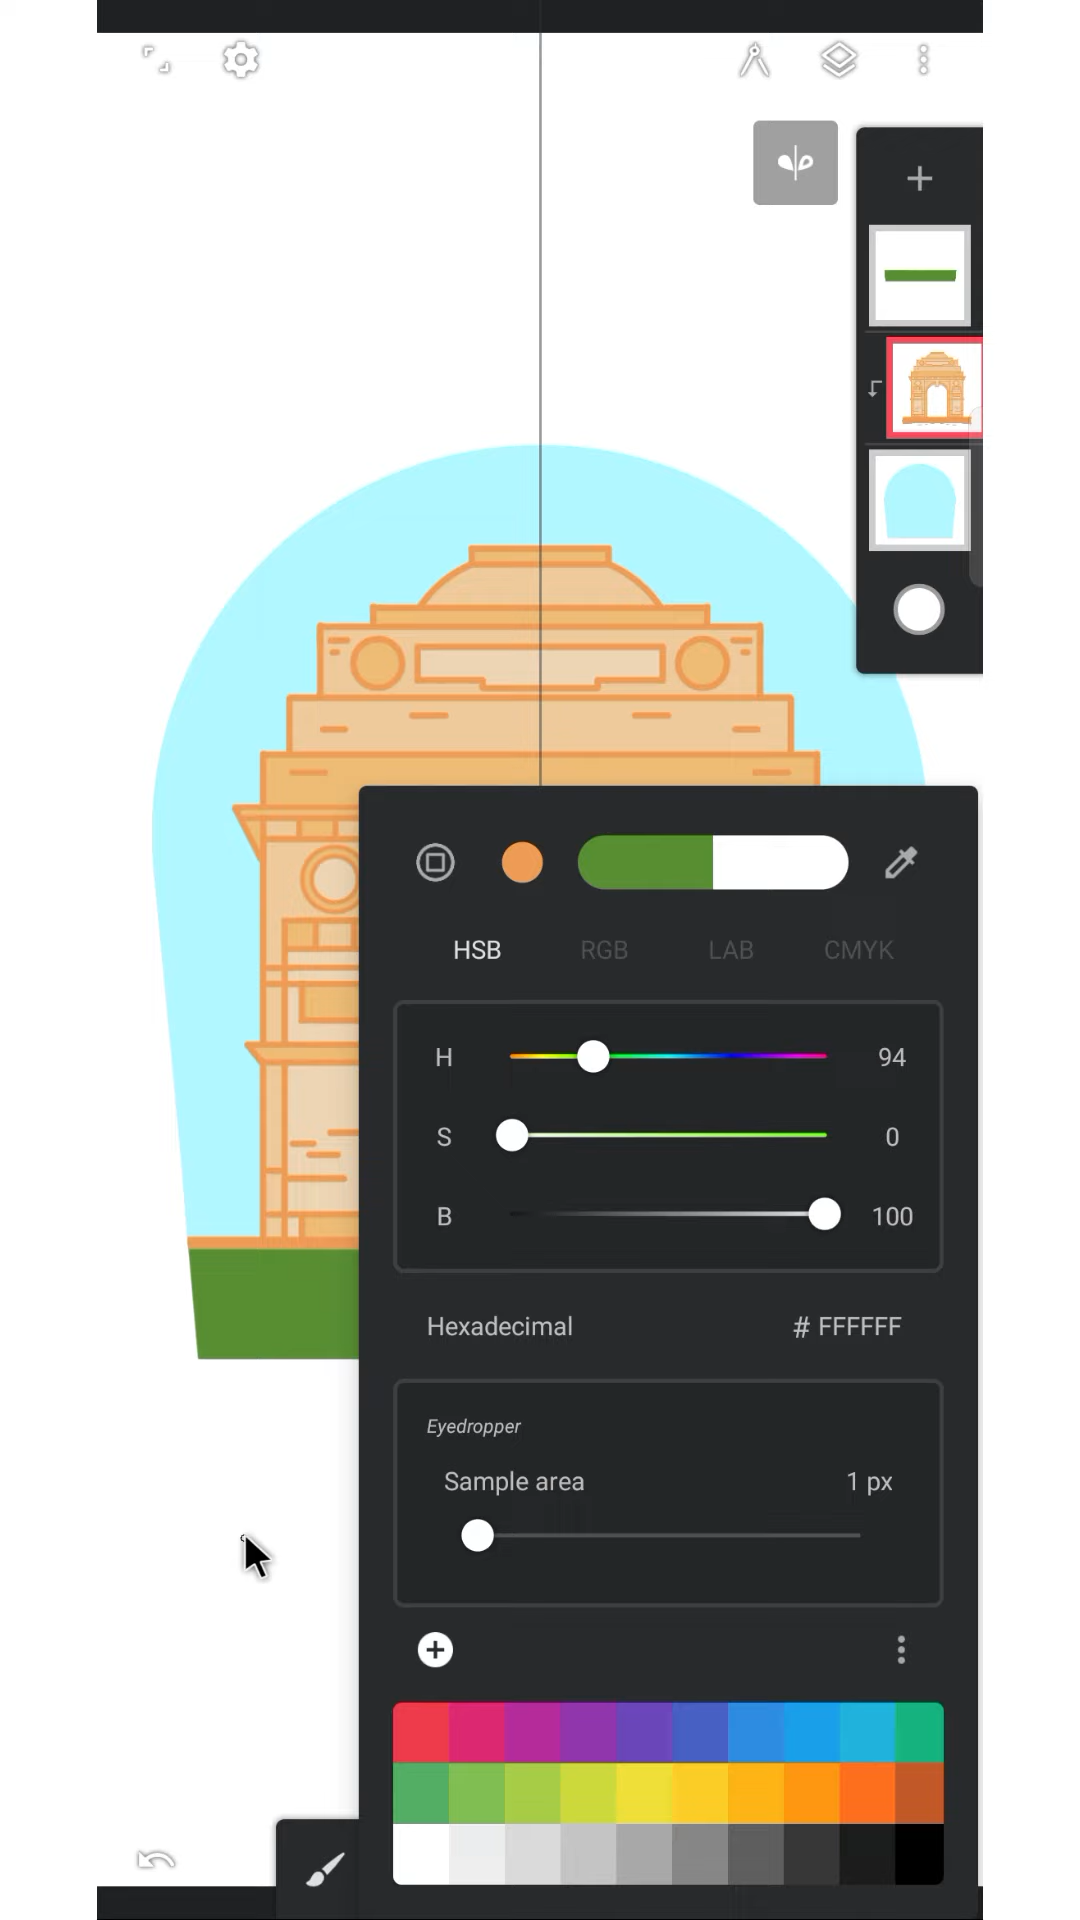 HSB RGB LAB CMYK
H 94
S 0
B 100
Hexadecimal # FFFFFF
Eyedropper
Sample area 1 px